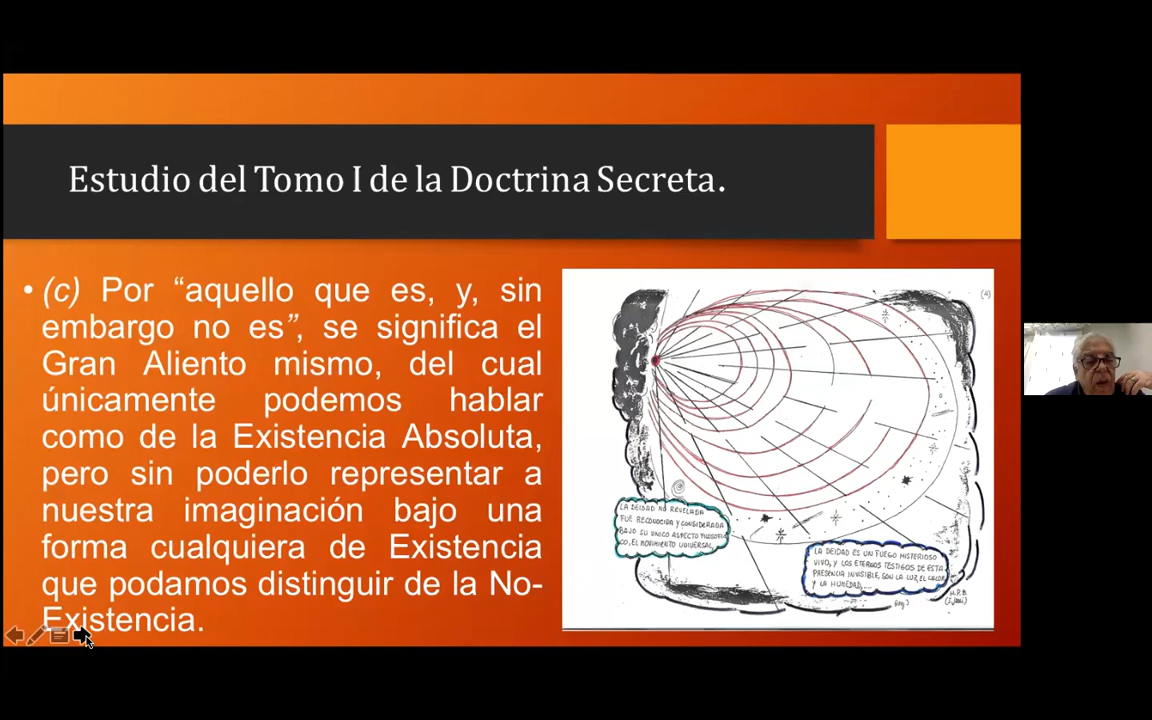 Estudio del Tomo I de la Doctrina Secreta.
• (c) Por “aquello que es, y, sin
embargo no es”, se significa el
Gran Aliento mismo, del cual
únicamente podemos hablar
como de la Existencia Absoluta,
pero sin poderlo representar a
nuestra imaginación bajo una
forma cualquiera de Existencia
que podamos distinguir de la No-
Existencia.
LA DEIDAD NO REVELADA
FUE RECONOCIDA Y CONSIDERADA
BAJO SU UNICO ASPECTO FILOSOFI
CO, EL MOVIMIENTO UNIVERSAL
LA DEIDAD ES UN FUEGO MISTERIOSO
VIVO, Y LOS ETERNOS TESTIGOS DE ESTA
PRESENCIA INVISIBLE, SON LA LUZ, EL CALOR
Y LA HUMEDAD...
H.P.B.